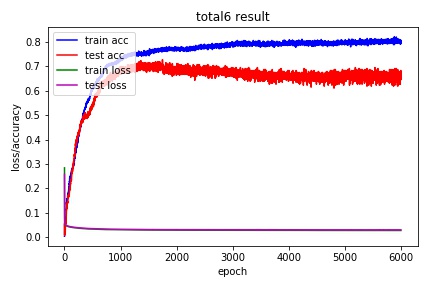 total6 result
train acc
test acc
train loss
test loss
loss/accuracy
0.8
0.7
0.6
0.5
0.4
0.3
0.2
0.1
0.0
0
1000
2000
3000
4000
5000
6000
epoch